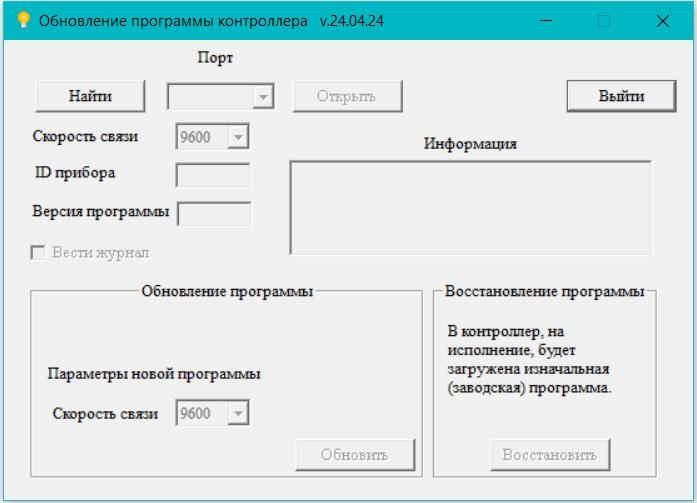 Обновление программы контроллера v.24.04.24
Порт
Найти
Открыть
Выйти
Скорость связи
9600
Информация
ID прибора
Версия программы
Вести журнал
Обновление программы
Восстановление программы
В контроллер, на
исполнение, будет
загружена изначальная
(заводская) программа.
Параметры новой программы
Скорость связи
9600
Обновить
Восстановить